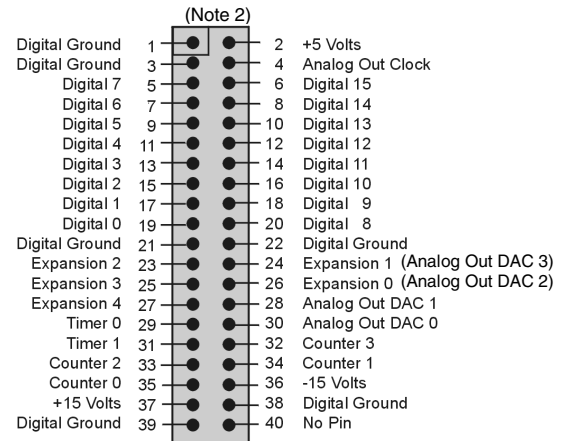 (Note 2)
Digital Ground 1 2 +5 Volts
Digital Ground 3 4 Analog Out Clock
Digital 7 5 6 Digital 15
Digital 6 7 8 Digital 14
Digital 5 9 10 Digital 13
Digital 4 11 12 Digital 12
Digital 3 13 14 Digital 11
Digital 2 15 16 Digital 10
Digital 1 17 18 Digital 9
Digital 0 19 20 Digital 8
Digital Ground 21 22 Digital Ground
Expansion 2 23 24 Expansion 1 (Analog Out DAC 3)
Expansion 3 25 26 Expansion 0 (Analog Out DAC 2)
Expansion 4 27 28 Analog Out DAC 1
Timer 0 29 30 Analog Out DAC 0
Timer 1 31 32 Counter 3
Counter 2 33 34 Counter 1
Counter 0 35 36 -15 Volts
+15 Volts 37 38 Digital Ground
Digital Ground 39 40 No Pin